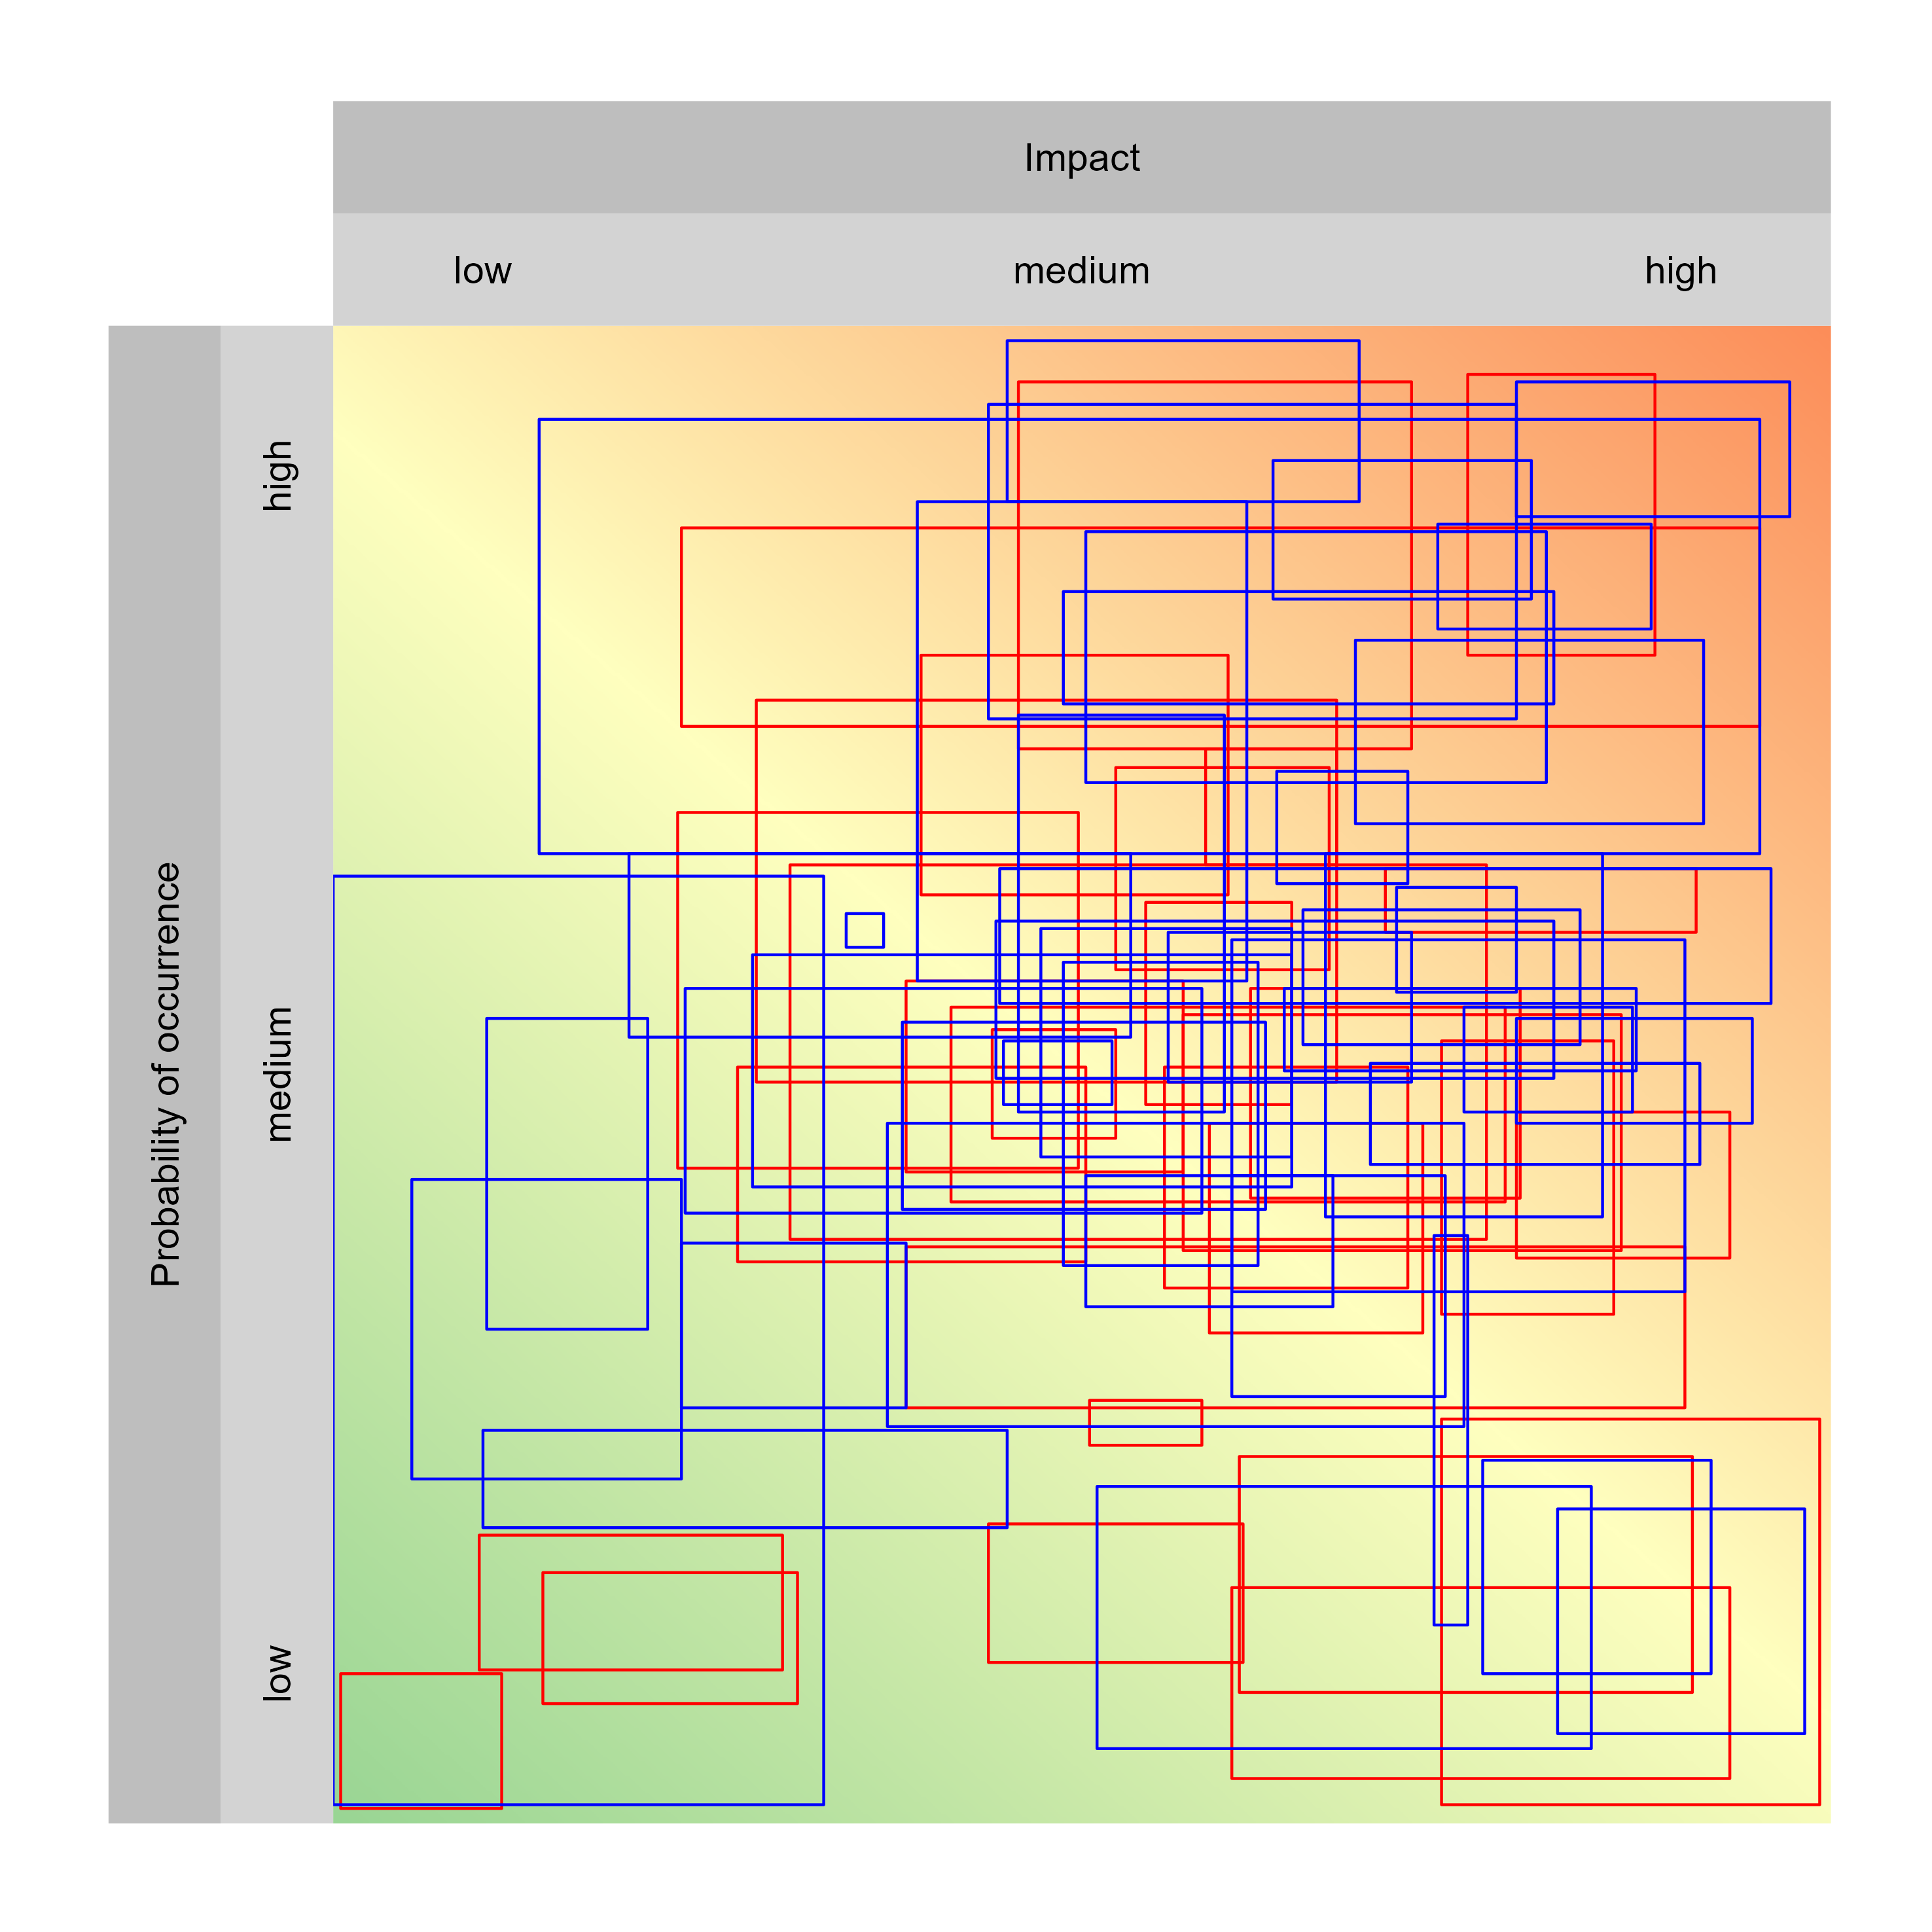 Impact
low medium high
Probability of occurrence
high
medium
low